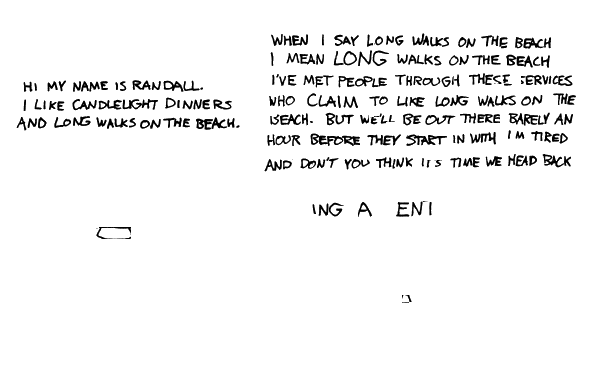 HI MY NAME IS RANDALL.
I LIKE CANDLELIGHT DINNERS
AND LONG WALKS ON THE BEACH.
WHEN I SAY LONG WALKS ON THE BEACH
I MEAN LONG WALKS ON THE BEACH
I'VE MET PEOPLE THROUGH THESE SERVICES
WHO CLAIM TO LIKE LONG WALKS ON THE
BEACH. BUT WE'LL BE OUT THERE BARELY AN
HOUR BEFORE THEY START IN WITH I'M TIRED
AND DON'T YOU THINK IT'S TIME WE HEAD BACK
ING A